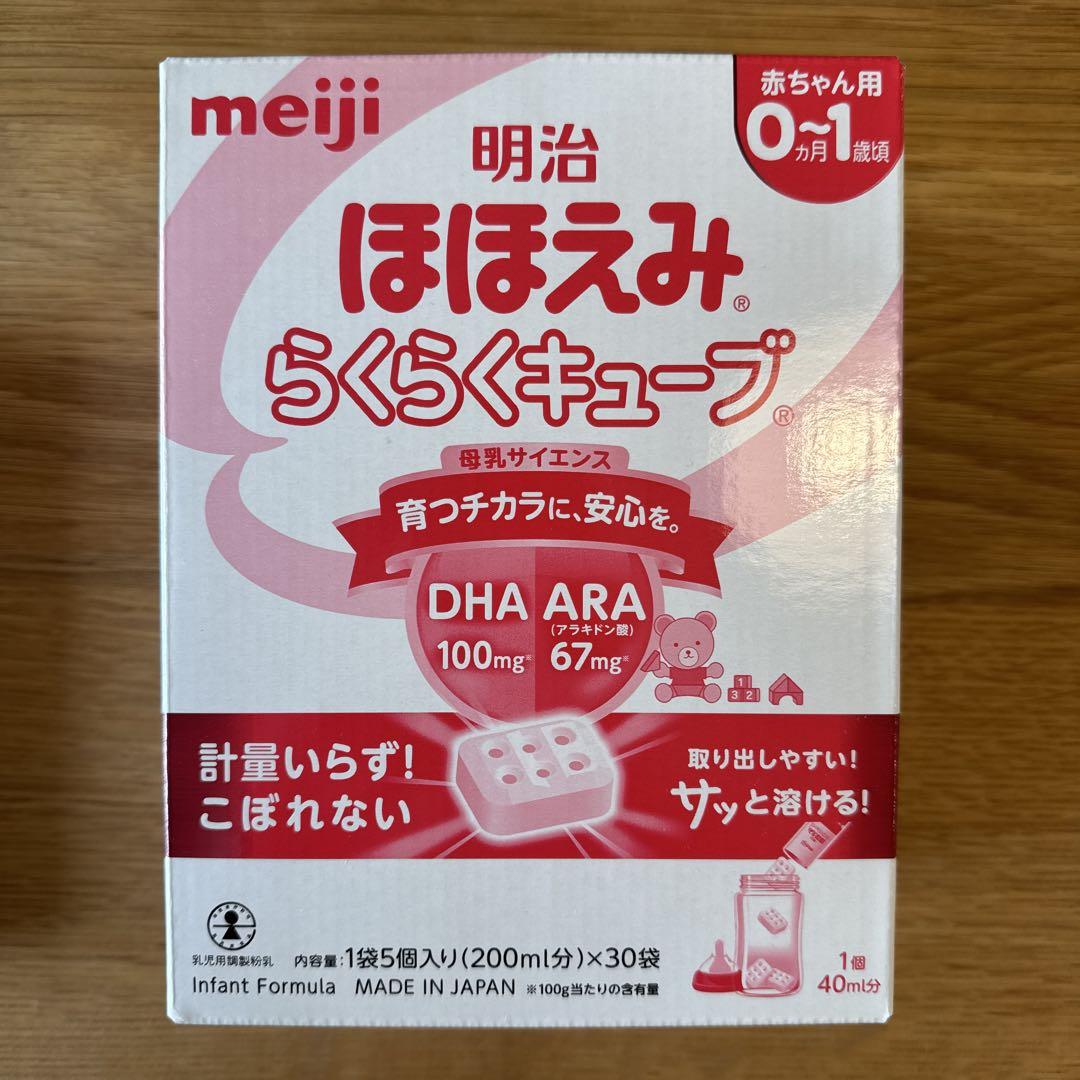 meiji
赤ちゃん用
0ヵ月~1歳頃
明治
ほほえみ®
らくらくキューブ®
母乳サイエンス
育つチカラに、安心を。
DHA
100mg※
ARA
(アラキドン酸)
67mg※
1
3 2
計量いらず!
こぼれない
取り出しやすい!
サッと溶ける!
乳児用調製粉乳
内容量:1袋5個入り(200ml分)×30袋
Infant Formula MADE IN JAPAN ※100g当たりの含有量
1個
40ml分